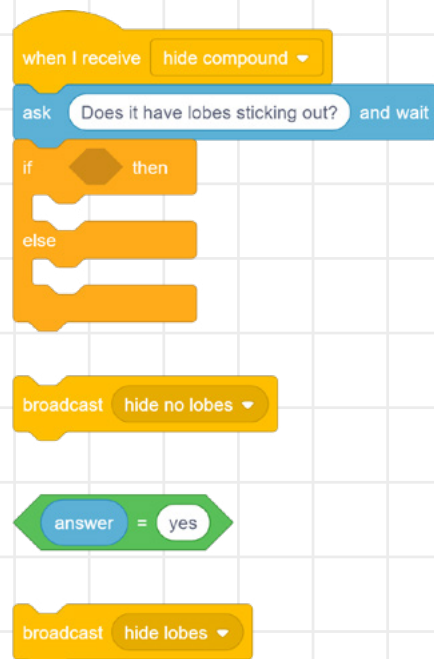 when I receive hide compound
ask Does it have lobes sticking out? and wait
if then
else
broadcast hide no lobes
answer = yes
broadcast hide lobes